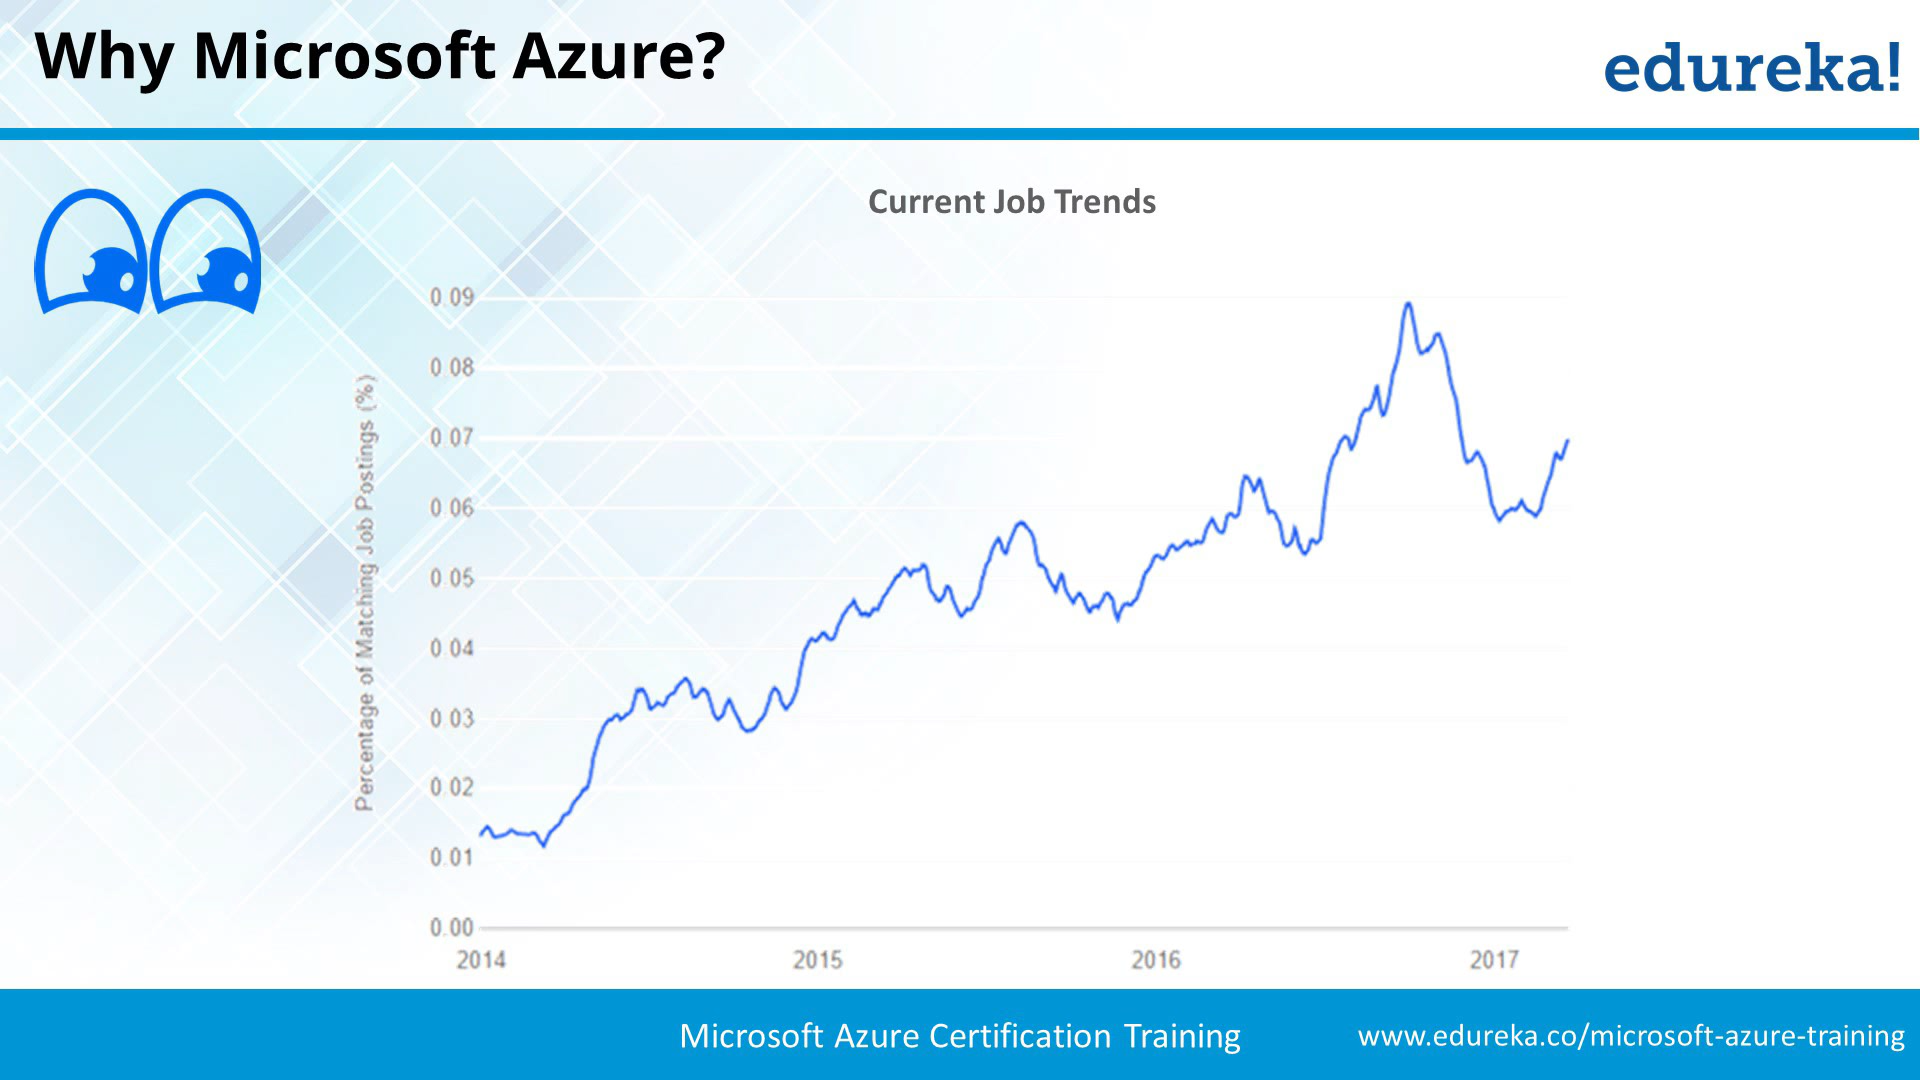 Why Microsoft Azure?
edureka!
Current Job Trends
Percentage of Matching Job Postings (%)
0.09
0.08
0.07
0.06
0.05
0.04
0.03
0.02
0.01
0.00
2014 2015 2016 2017
Microsoft Azure Certification Training
www.edureka.co/microsoft-azure-training